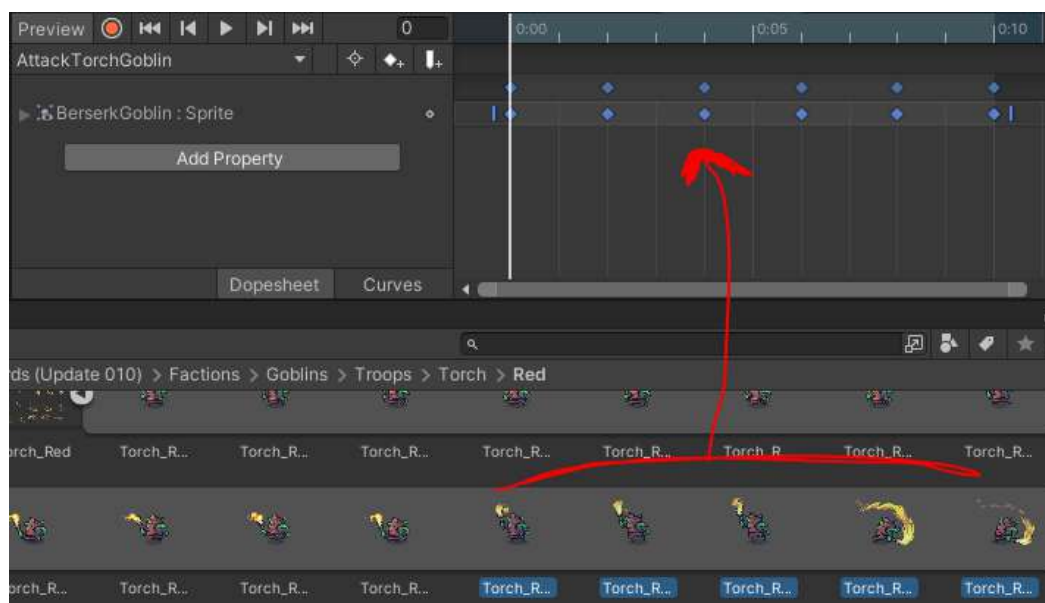 Preview 0 0:00 0:05 0:10
AttackTorchGoblin
BerserkGoblin : Sprite
Add Property
Dopesheet Curves
ds (Update 010) > Factions > Goblins > Troops > Torch > Red
orch_Red Torch_R... Torch_R... Torch_R... Torch_R... Torch_R... Torch_R... Torch_R... Torch_R...
orch_R... Torch_R... Torch_R... Torch_R... Torch_R... Torch_R... Torch_R... Torch_R... Torch_R...